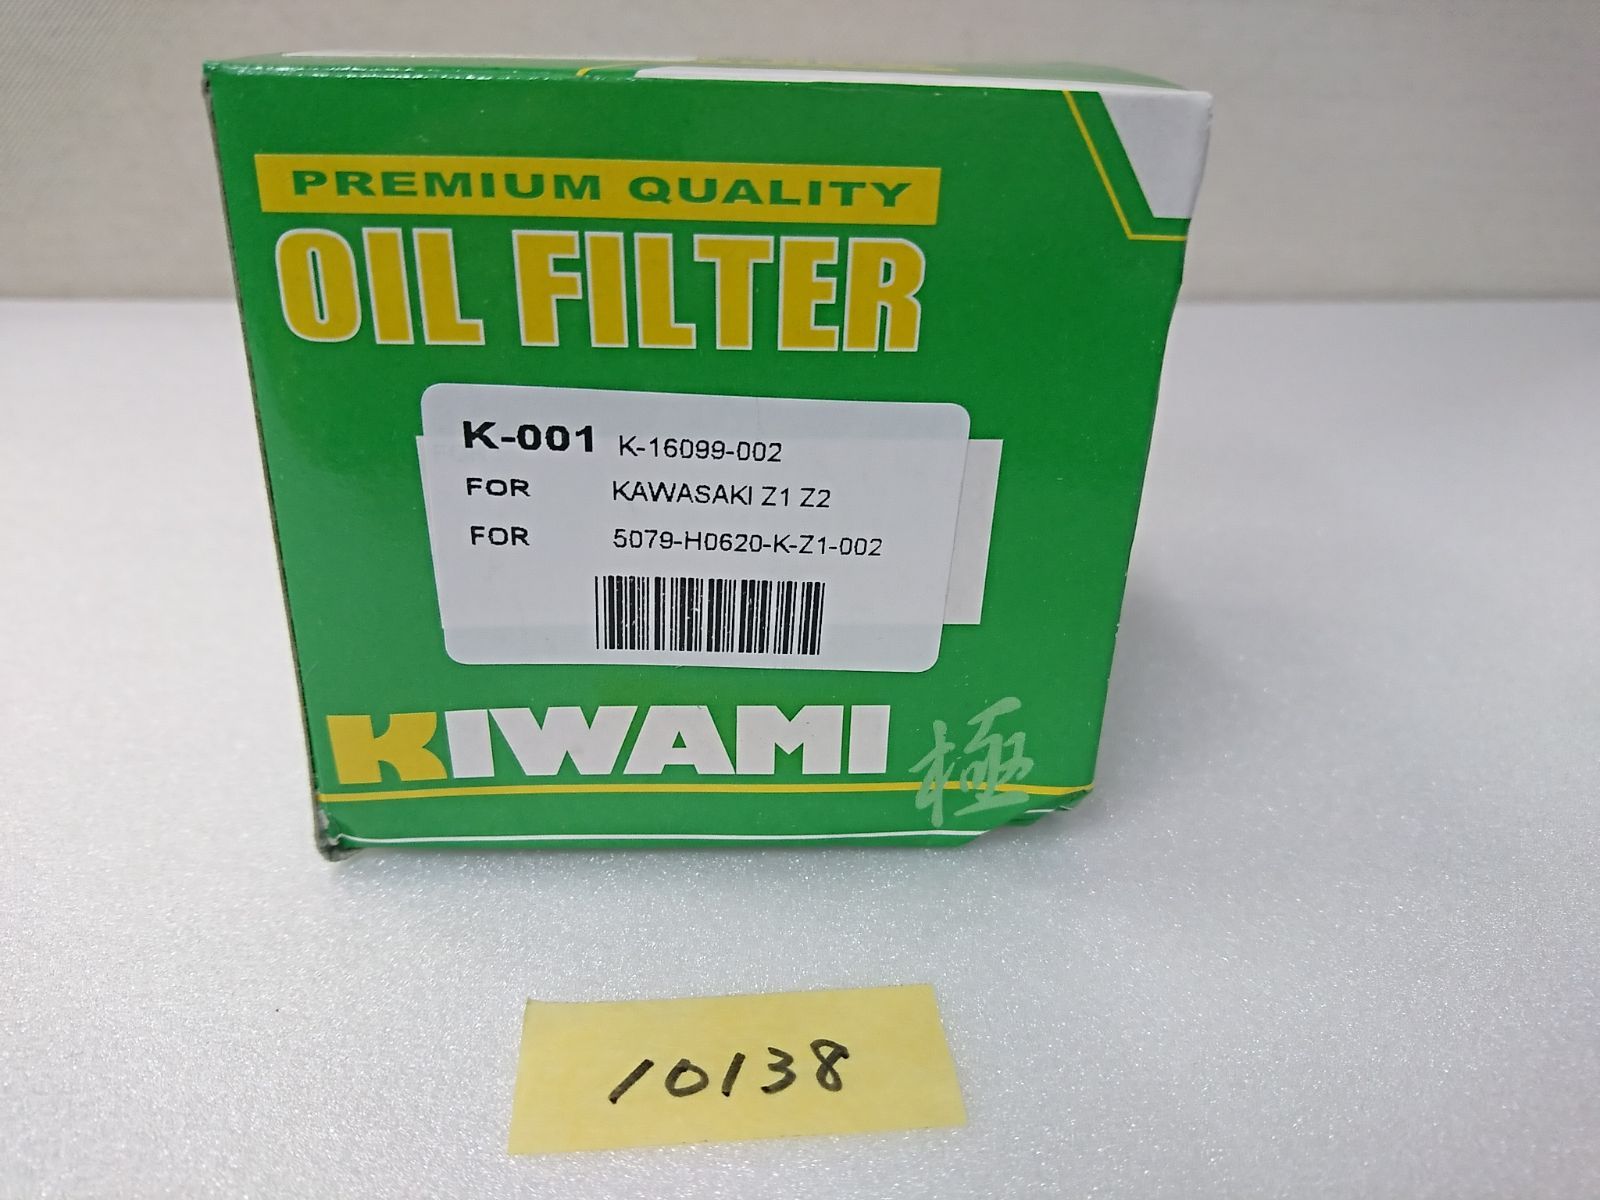 PREMIUM QUALITY
OIL FILTER
K-001 K-16099-002
FOR KAWASAKI Z1 Z2
FOR 5079-H0620-K-Z1-002
KIWAMI 極
10138